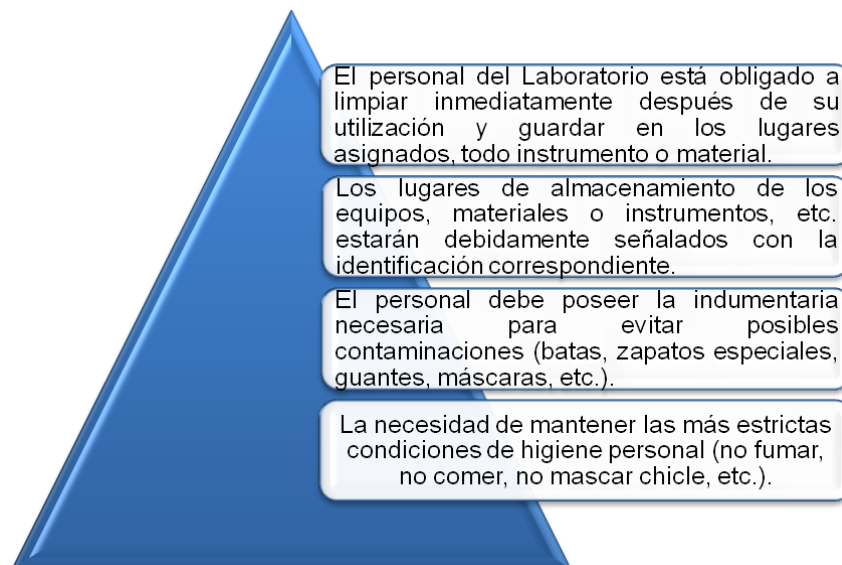 El personal del Laboratorio está obligado a
limpiar inmediatamente después de su
utilización y guardar en los lugares
asignados, todo instrumento o material.
Los lugares de almacenamiento de los
equipos, materiales o instrumentos, etc.
estarán debidamente señalados con la
identificación correspondiente.
El personal debe poseer la indumentaria
necesaria para evitar posibles
contaminaciones (batas, zapatos especiales,
guantes, máscaras, etc.).
La necesidad de mantener las más estrictas
condiciones de higiene personal (no fumar,
no comer, no mascar chicle, etc.).